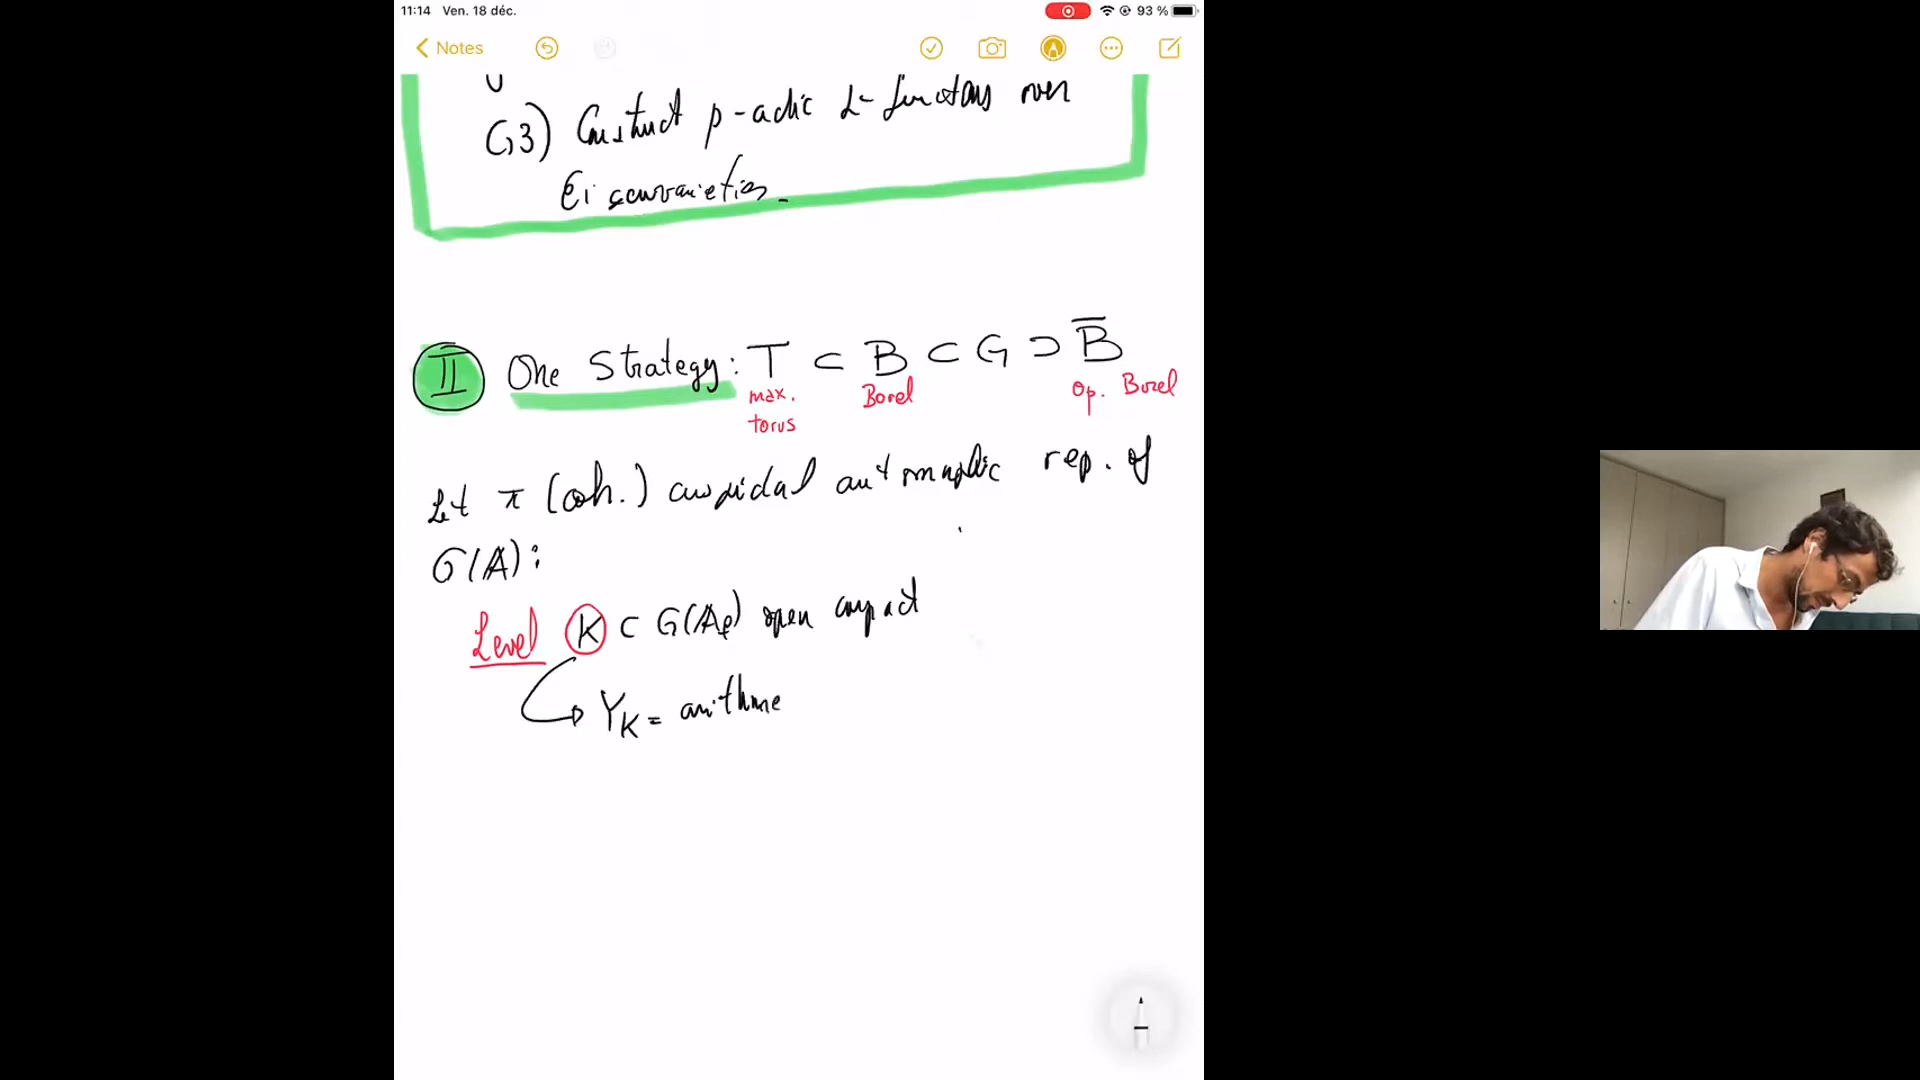 11:14 Ven. 18 déc. 93 %
Notes
G3) Construct p-adic L-functions over
Eigenvarieties.
II One Strategy: T ⊂ B ⊂ G ⊃ B̅
max. torus Borel Op. Borel
Let π (coh.) cuspidal automorphic rep. of
G(A):
Level K ⊂ G(A_f) open compact
↳ Y_K = arithme